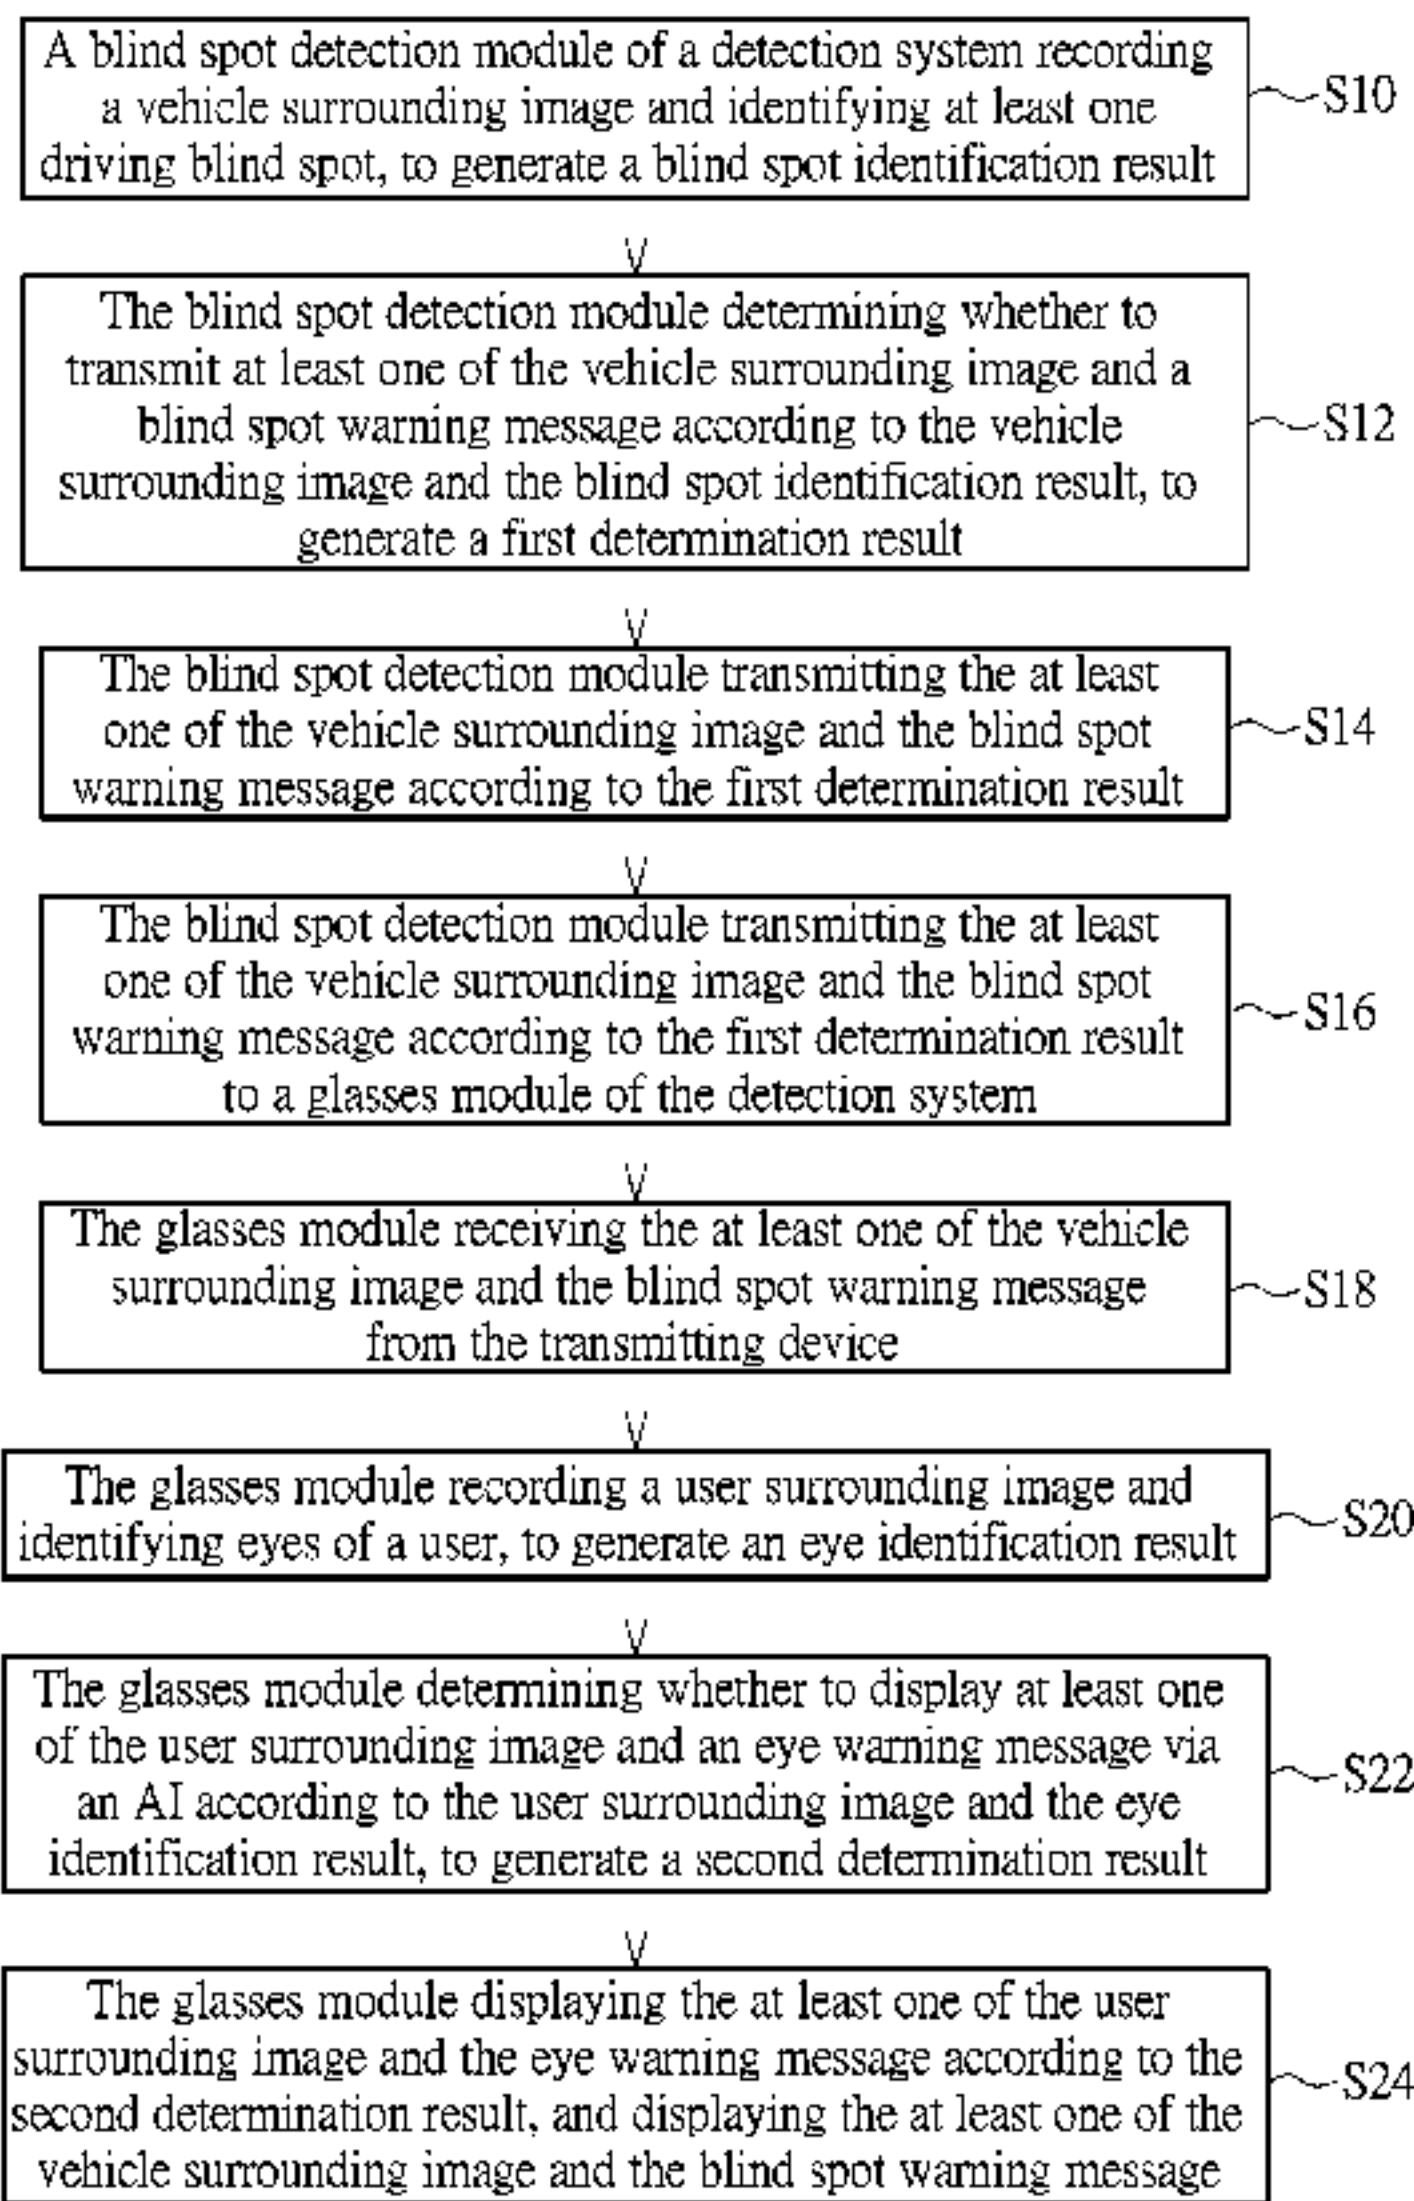 A blind spot detection module of a detection system recording
a vehicle surrounding image and identifying at least one
driving blind spot, to generate a blind spot identification result
S10
The blind spot detection module determining whether to
transmit at least one of the vehicle surrounding image and a
blind spot warning message according to the vehicle
surrounding image and the blind spot identification result, to
generate a first determination result
S12
The blind spot detection module transmitting the at least
one of the vehicle surrounding image and the blind spot
warning message according to the first determination result
S14
The blind spot detection module transmitting the at least
one of the vehicle surrounding image and the blind spot
warning message according to the first determination result
to a glasses module of the detection system
S16
The glasses module receiving the at least one of the vehicle
surrounding image and the blind spot warning message
from the transmitting device
S18
The glasses module recording a user surrounding image and
identifying eyes of a user, to generate an eye identification result
S20
The glasses module determining whether to display at least one
of the user surrounding image and an eye warning message via
an AI according to the user surrounding image and the eye
identification result, to generate a second determination result
S22
The glasses module displaying the at least one of the user
surrounding image and the eye warning message according to the
second determination result, and displaying the at least one of the
vehicle surrounding image and the blind spot warning message
S24